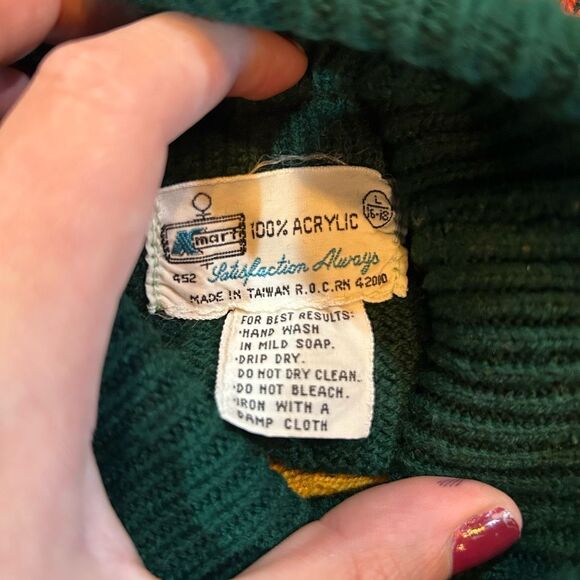 Kmart
100% ACRYLIC
L
16-18
452
Satisfaction Always
MADE IN TAIWAN R.O.C. RN 42000
FOR BEST RESULTS:
·HAND WASH
IN MILD SOAP.
·DRIP DRY.
DO NOT DRY CLEAN.
·DO NOT BLEACH.
·IRON WITH A
DAMP CLOTH